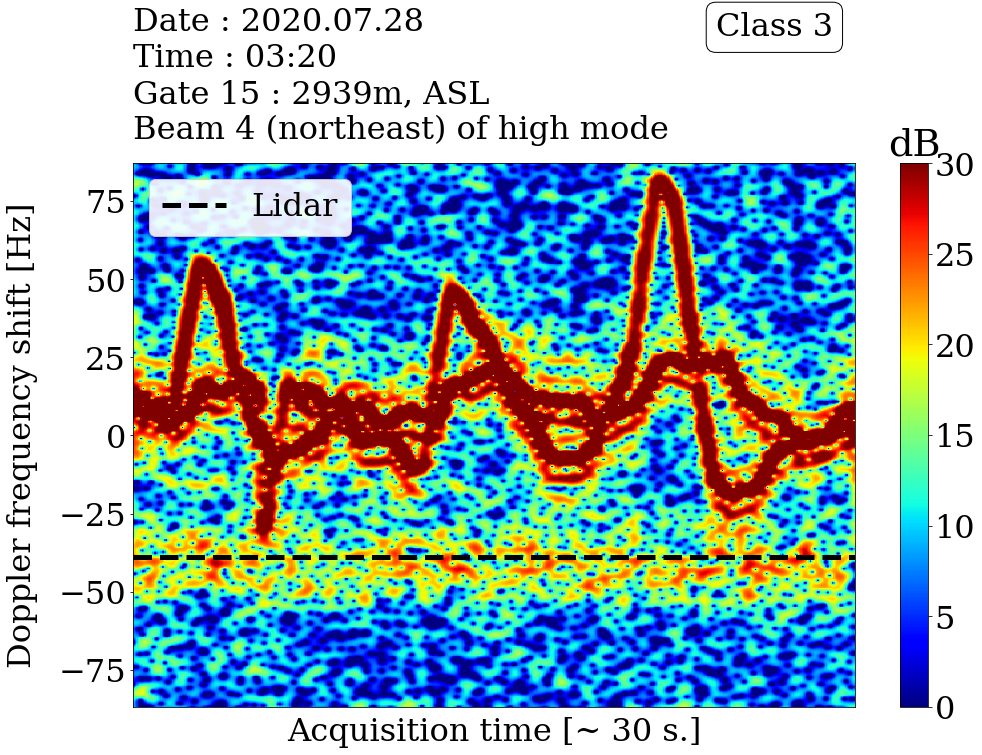 Date : 2020.07.28
Time : 03:20
Gate 15 : 2939m, ASL
Beam 4 (northeast) of high mode
Class 3
dB
Lidar
Doppler frequency shift [Hz]
75
50
25
0
−25
−50
−75
30
25
20
15
10
5
0
Acquisition time [~ 30 s.]